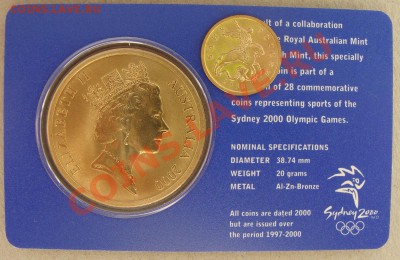 COINS.LAVE.RU
ELIZABETH II
AUSTRALIA 2000
ult of a collaboration
Royal Australian Mint
h Mint, this specially
oin is part of a
n of 28 commemorative
coins representing sports of the
Sydney 2000 Olympic Games.
NOMINAL SPECIFICATIONS
DIAMETER 38.74 mm
WEIGHT 20 grams
METAL Al-Zn-Bronze
All coins are dated 2000
but are issued over
the period 1997-2000
Sydney 2000